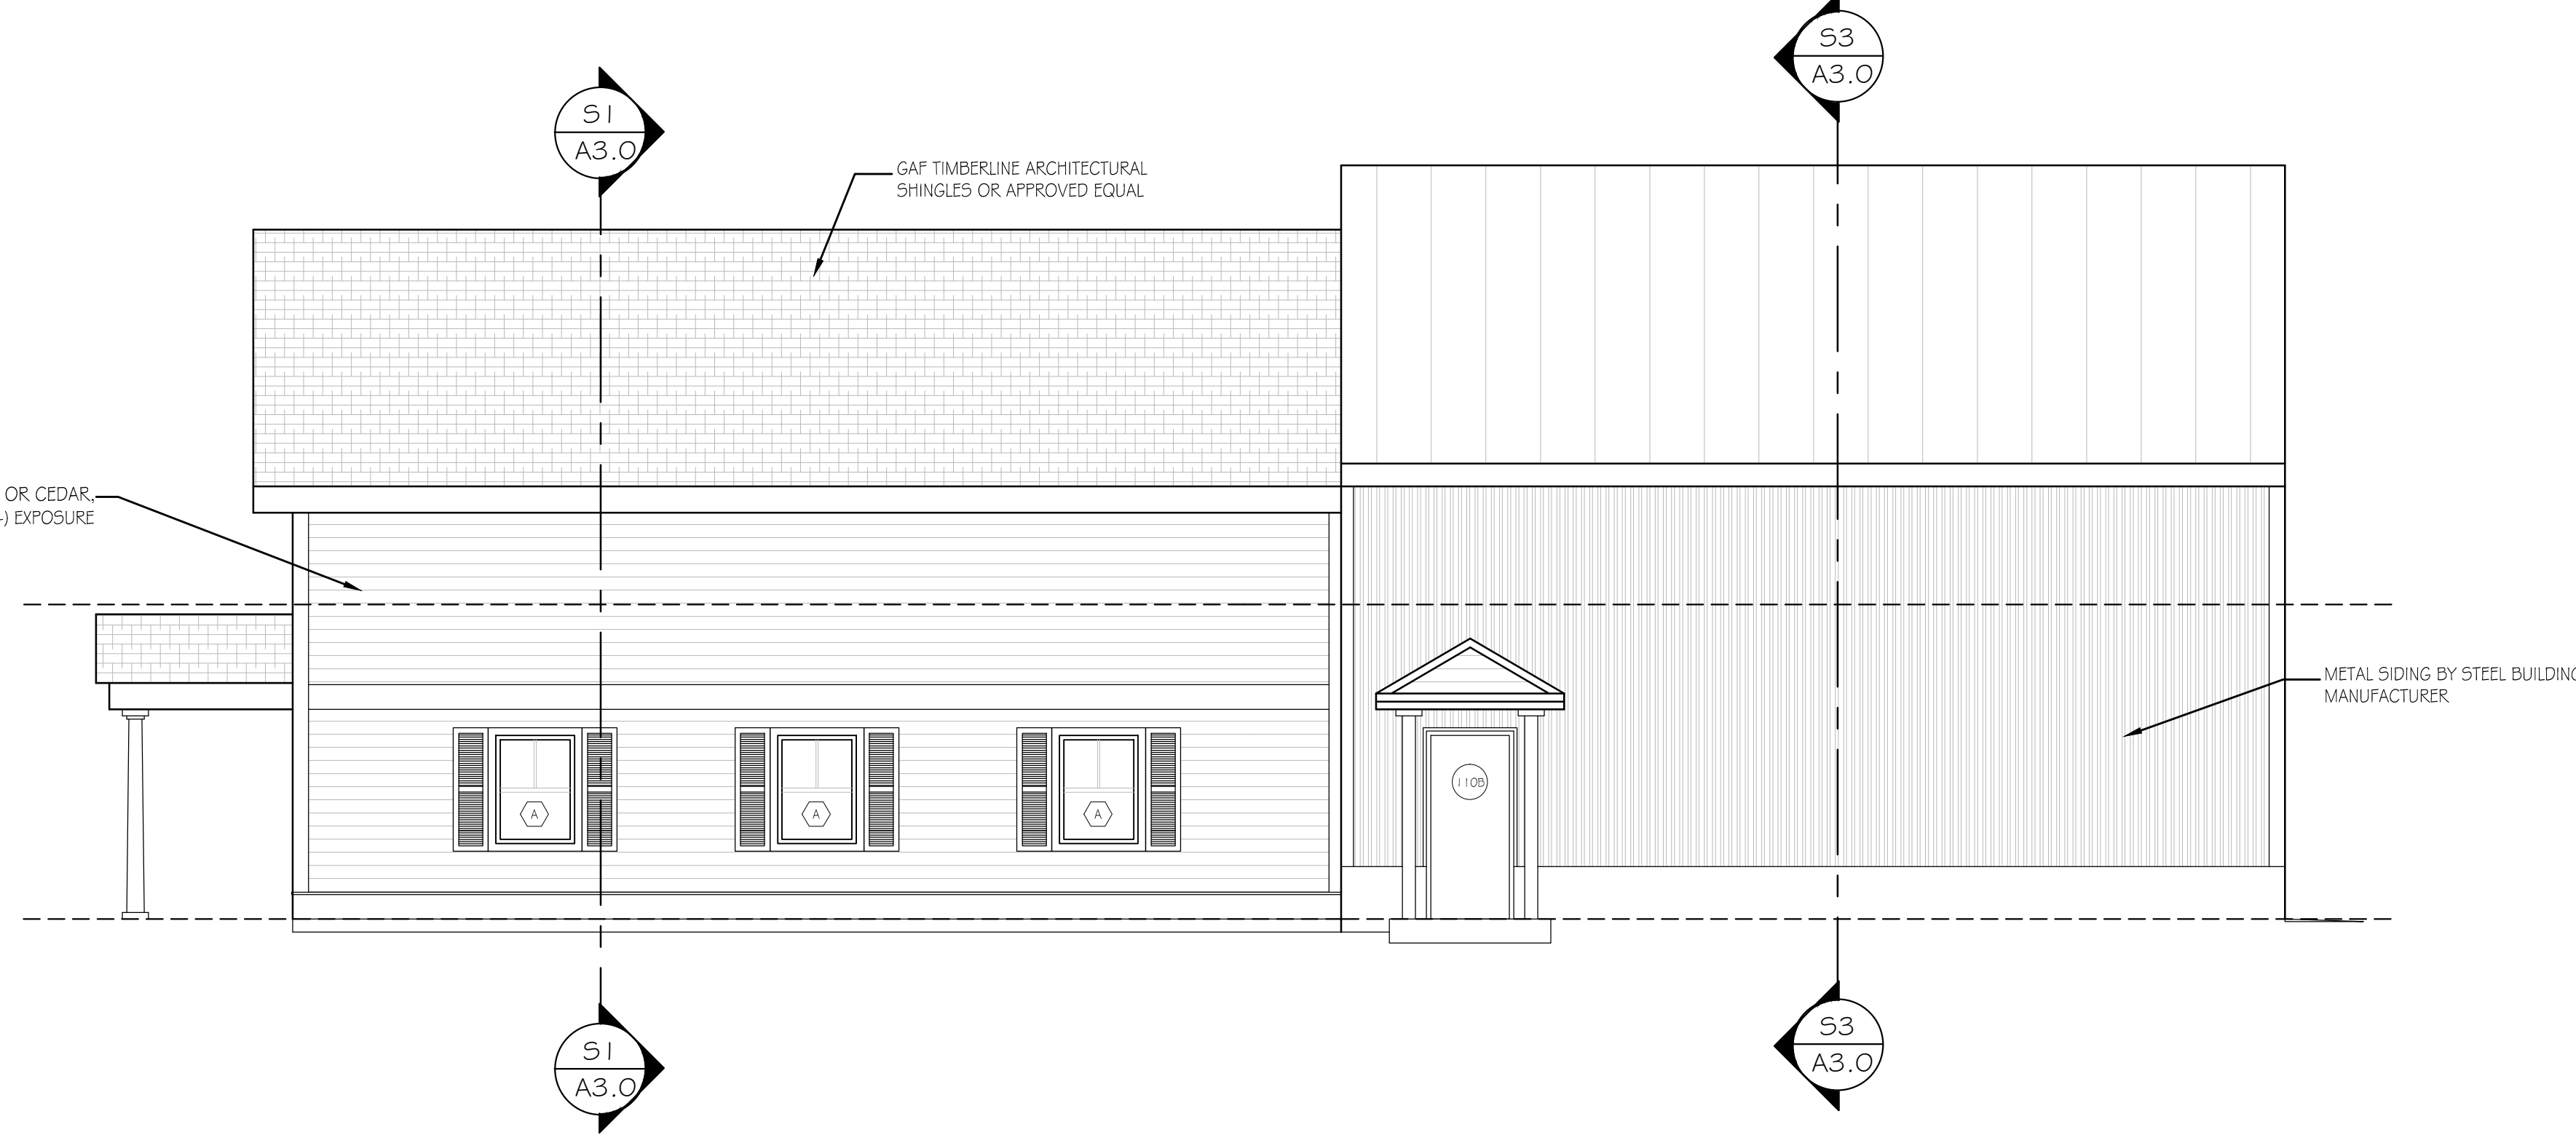 S3
A3.0
S1
A3.0
GAF TIMBERLINE ARCHITECTURAL
SHINGLES OR APPROVED EQUAL
OR CEDAR,
-) EXPOSURE
METAL SIDING BY STEEL BUILDING
MANUFACTURER
110B
A
A
A
S3
A3.0
S1
A3.0